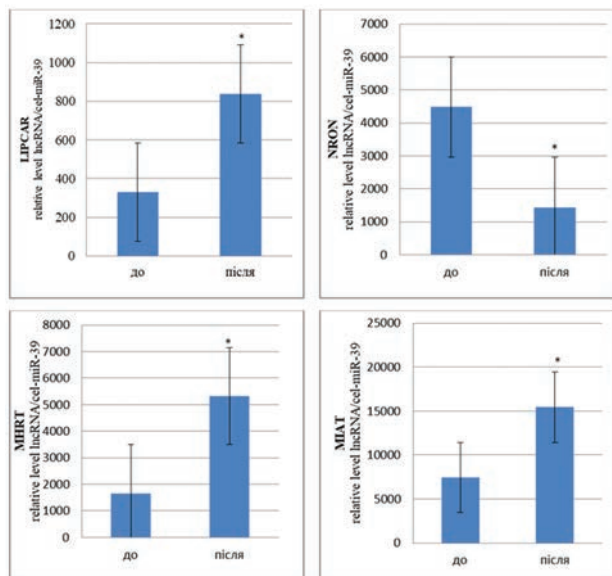 LIPCAR
relative level lncRNA/cel-miR-39
1200
1000
800
600
400
200
0
*
до
після
NRON
relative level lncRNA/cel-miR-39
7000
6000
5000
4000
3000
2000
1000
0
*
до
після
MHRT
relative level lncRNA/cel-miR-39
8000
7000
6000
5000
4000
3000
2000
1000
0
*
до
після
MIAT
relative level lncRNA/cel-miR-39
25000
20000
15000
10000
5000
0
*
до
після